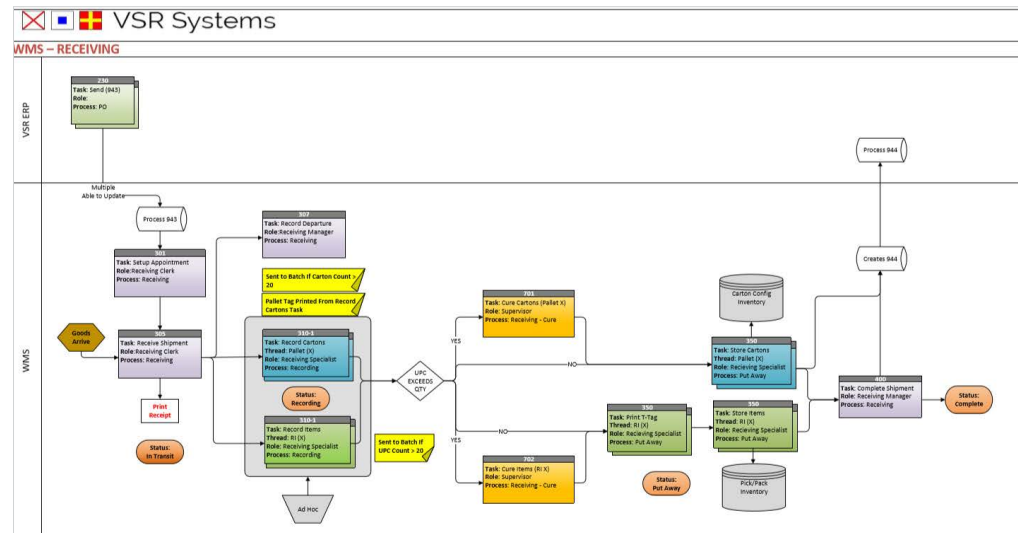 VSR Systems
WMS – RECEIVING
VSR ERP
230
Task: Send (943)
Role:
Process: PO
Process 944
WMS
Multiple
Able to Update
Process 943
301
Task: Setup Appointment
Role:Receiving Clerk
Process: Receiving
307
Task: Record Departure
Role:Receiving Manager
Process: Receiving
Creates 944
Sent to Batch If Carton Count >
20
Pallet Tag Printed From Record
Cartons Task
Goods
Arrive
305
Task: Receive Shipment
Role:Receiving Clerk
Process: Receiving
310-1
Task: Record Cartons
Thread: Pallet (X)
Role: Receiving Specialist
Process: Recording
Status:
Recording
310-1
Task: Record Items
Thread: RI (X)
Role: Receiving Specialist
Process: Recording
Print
Receipt
Status:
In Transit
Sent to Batch If
UPC Count > 20
Ad Hoc
UPC
EXCEEDS
QTY
YES
NO
NO
YES
701
Task: Cure Cartons (Pallet X)
Role: Supervisor
Process: Receiving - Cure
702
Task: Cure Items (RI X)
Role: Supervisor
Process: Receiving - Cure
Carton Config
Inventory
350
Task: Store Cartons
Thread: Pallet (X)
Role: Recieving Specialist
Process: Put Away
350
Task: Print T-Tag
Thread: RI (X)
Role: Recieving Specialist
Process: Put Away
350
Task: Store Items
Thread: RI (X)
Role: Recieving Specialist
Process: Put Away
Status:
Put Away
Pick/Pack
Inventory
400
Task: Complete Shipment
Role: Receiving Manager
Process: Receiving
Status:
Complete